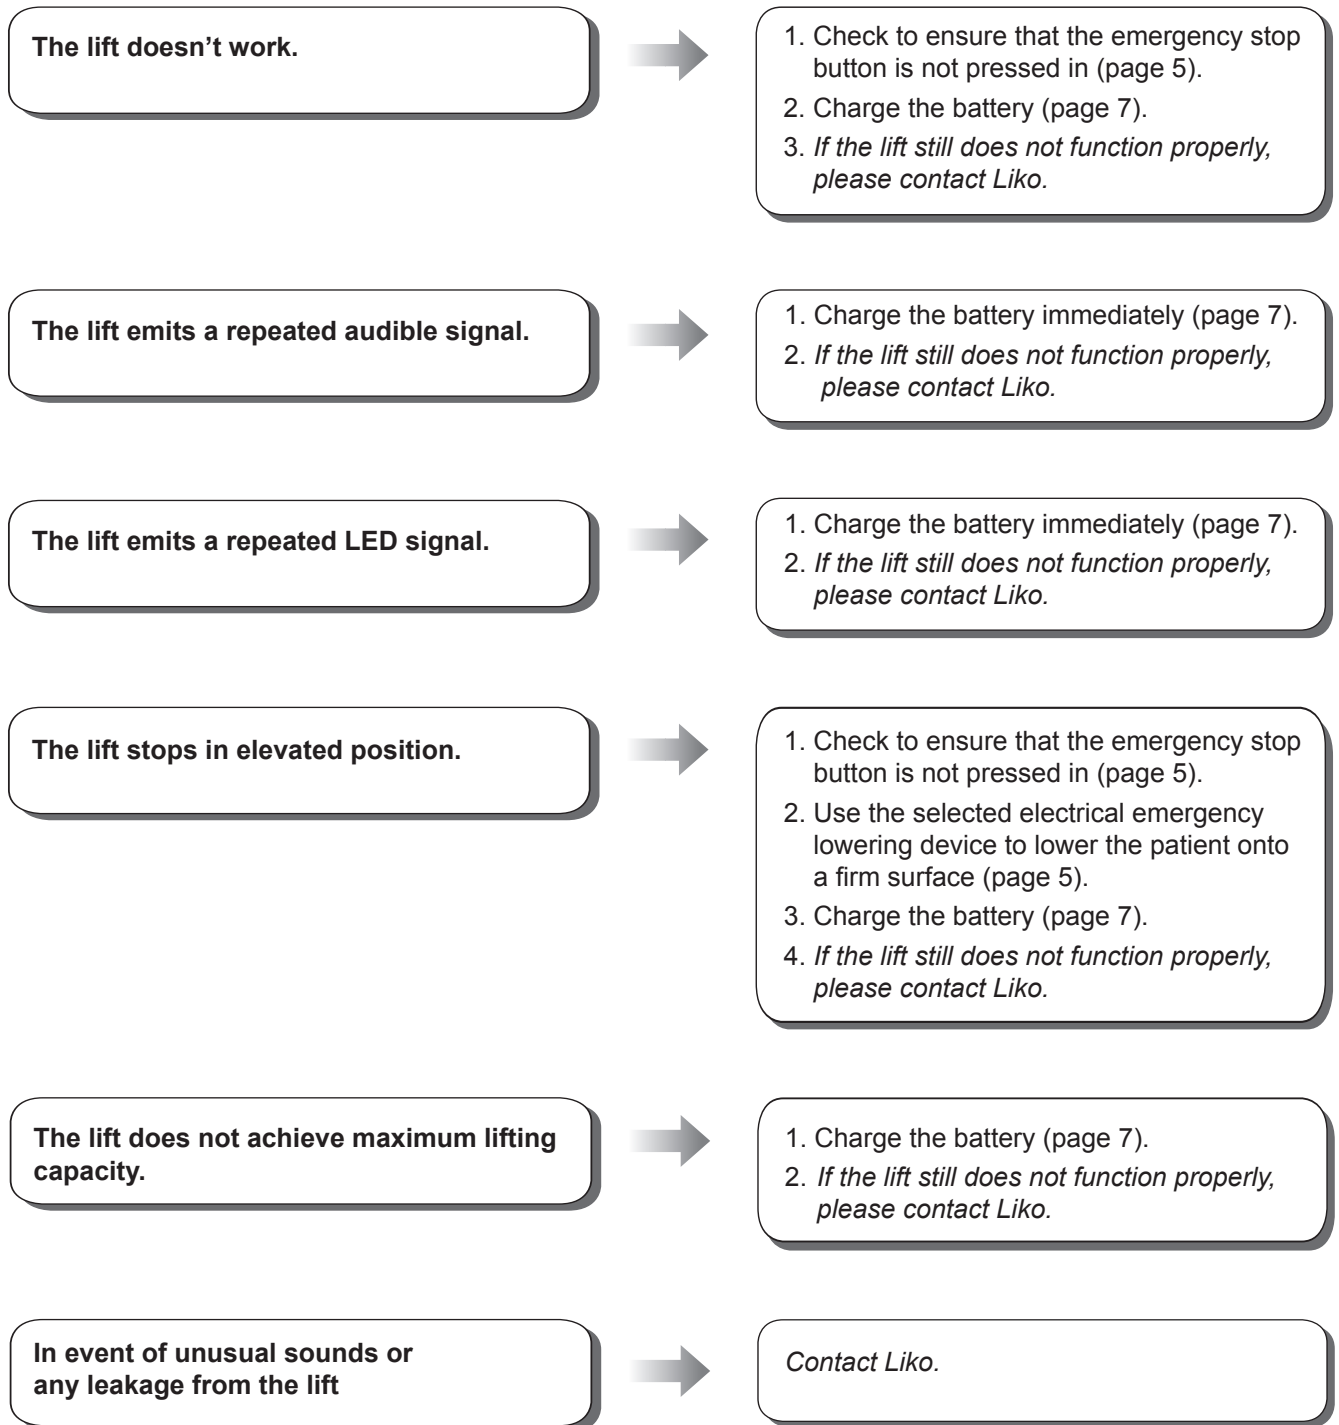 The lift doesn’t work.
1. Check to ensure that the emergency stop
button is not pressed in (page 5).
2. Charge the battery (page 7).
3. If the lift still does not function properly,
please contact Liko.
The lift emits a repeated audible signal.
1. Charge the battery immediately (page 7).
2. If the lift still does not function properly,
please contact Liko.
The lift emits a repeated LED signal.
1. Charge the battery immediately (page 7).
2. If the lift still does not function properly,
please contact Liko.
The lift stops in elevated position.
1. Check to ensure that the emergency stop
button is not pressed in (page 5).
2. Use the selected electrical emergency
lowering device to lower the patient onto
a firm surface (page 5).
3. Charge the battery (page 7).
4. If the lift still does not function properly,
please contact Liko.
The lift does not achieve maximum lifting
capacity.
1. Charge the battery (page 7).
2. If the lift still does not function properly,
please contact Liko.
In event of unusual sounds or
any leakage from the lift
Contact Liko.